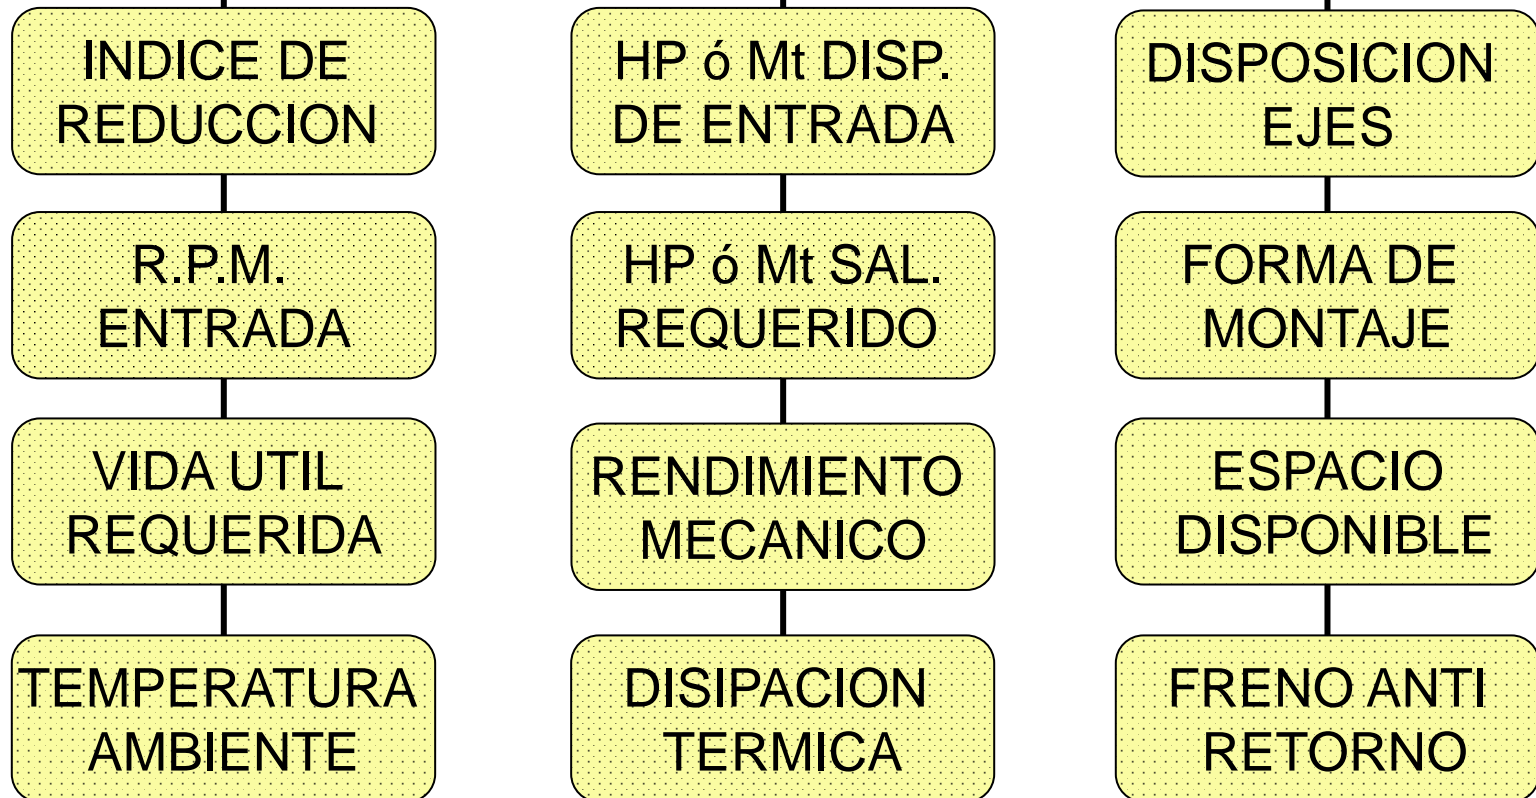 INDICE DE
REDUCCION
R.P.M.
ENTRADA
VIDA UTIL
REQUERIDA
TEMPERATURA
AMBIENTE
HP ó Mt DISP.
DE ENTRADA
HP ó Mt SAL.
REQUERIDO
RENDIMIENTO
MECANICO
DISIPACION
TERMICA
DISPOSICION
EJES
FORMA DE
MONTAJE
ESPACIO
DISPONIBLE
FRENO ANTI
RETORNO